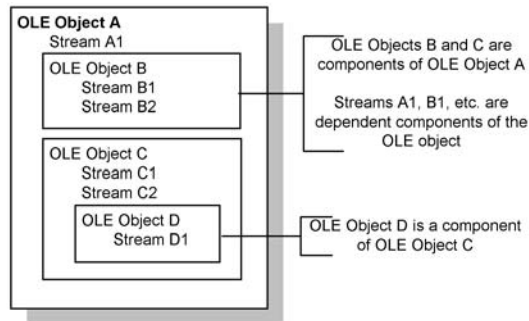 OLE Object A
Stream A1
OLE Object B
Stream B1
Stream B2
OLE Object C
Stream C1
Stream C2
OLE Object D
Stream D1
OLE Objects B and C are
components of OLE Object A
Streams A1, B1, etc. are
dependent components of the
OLE object
OLE Object D is a component
of OLE Object C